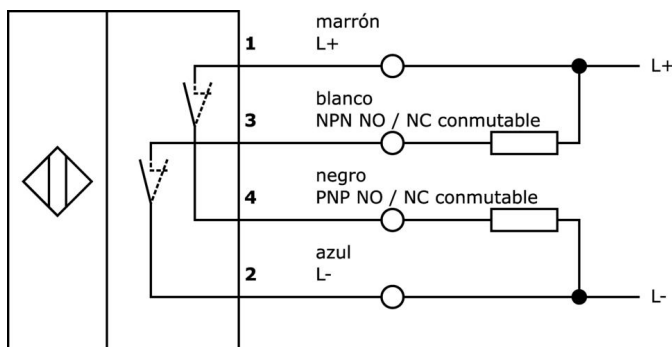 marrón
1
L+
L+
blanco
3
NPN NO / NC conmutable
negro
4
PNP NO / NC conmutable
azul
2
L-
L-